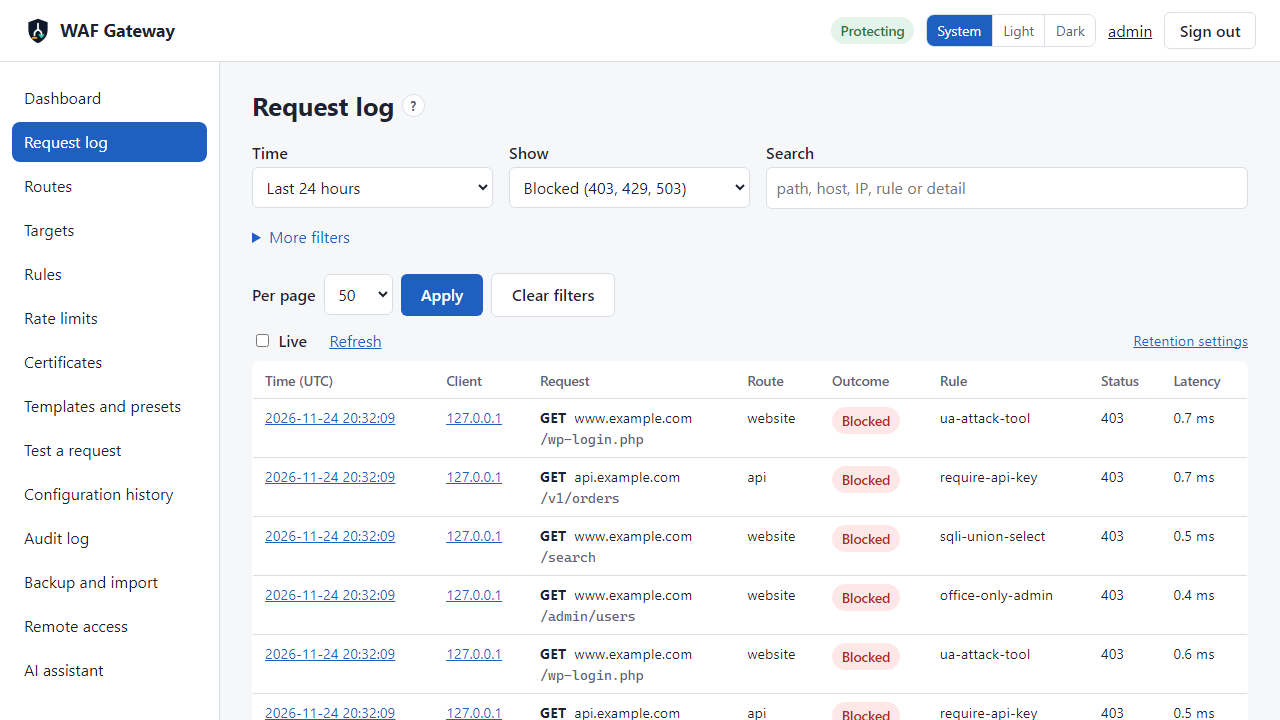 WAF Gateway
Protecting
System Light Dark
admin
Sign out
Dashboard
Request log
Routes
Targets
Rules
Rate limits
Certificates
Templates and presets
Test a request
Configuration history
Audit log
Backup and import
Remote access
AI assistant
Request log ?
Time Show Search
Last 24 hours Blocked (403, 429, 503) path, host, IP, rule or detail
More filters
Per page 50 Apply Clear filters
Live Refresh Retention settings
Time (UTC) Client Request Route Outcome Rule Status Latency
2026-11-24 20:32:09 127.0.0.1 GET www.example.com website Blocked ua-attack-tool 403 0.7 ms
/wp-login.php
2026-11-24 20:32:09 127.0.0.1 GET api.example.com api Blocked require-api-key 403 0.7 ms
/v1/orders
2026-11-24 20:32:09 127.0.0.1 GET www.example.com website Blocked sqli-union-select 403 0.5 ms
/search
2026-11-24 20:32:09 127.0.0.1 GET www.example.com website Blocked office-only-admin 403 0.4 ms
/admin/users
2026-11-24 20:32:09 127.0.0.1 GET www.example.com website Blocked ua-attack-tool 403 0.6 ms
/wp-login.php
2026-11-24 20:32:09 127.0.0.1 GET api.example.com api Blocked require-api-key 403 0.5 ms